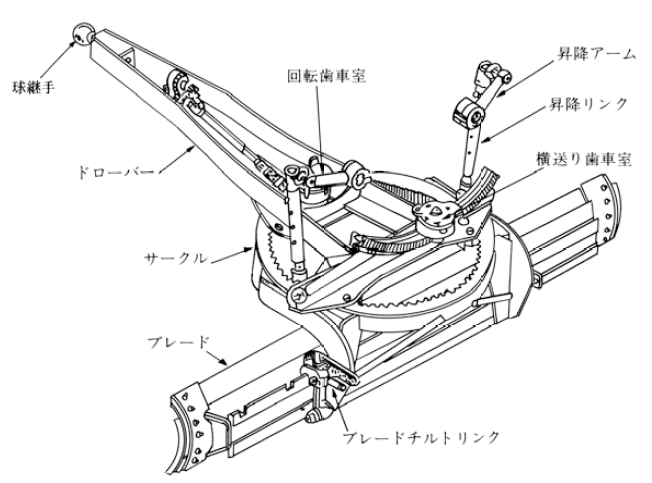 球継手
回転歯車室
昇降アーム
昇降リンク
横送り歯車室
ドローバー
サークル
ブレード
ブレードチルトリンク